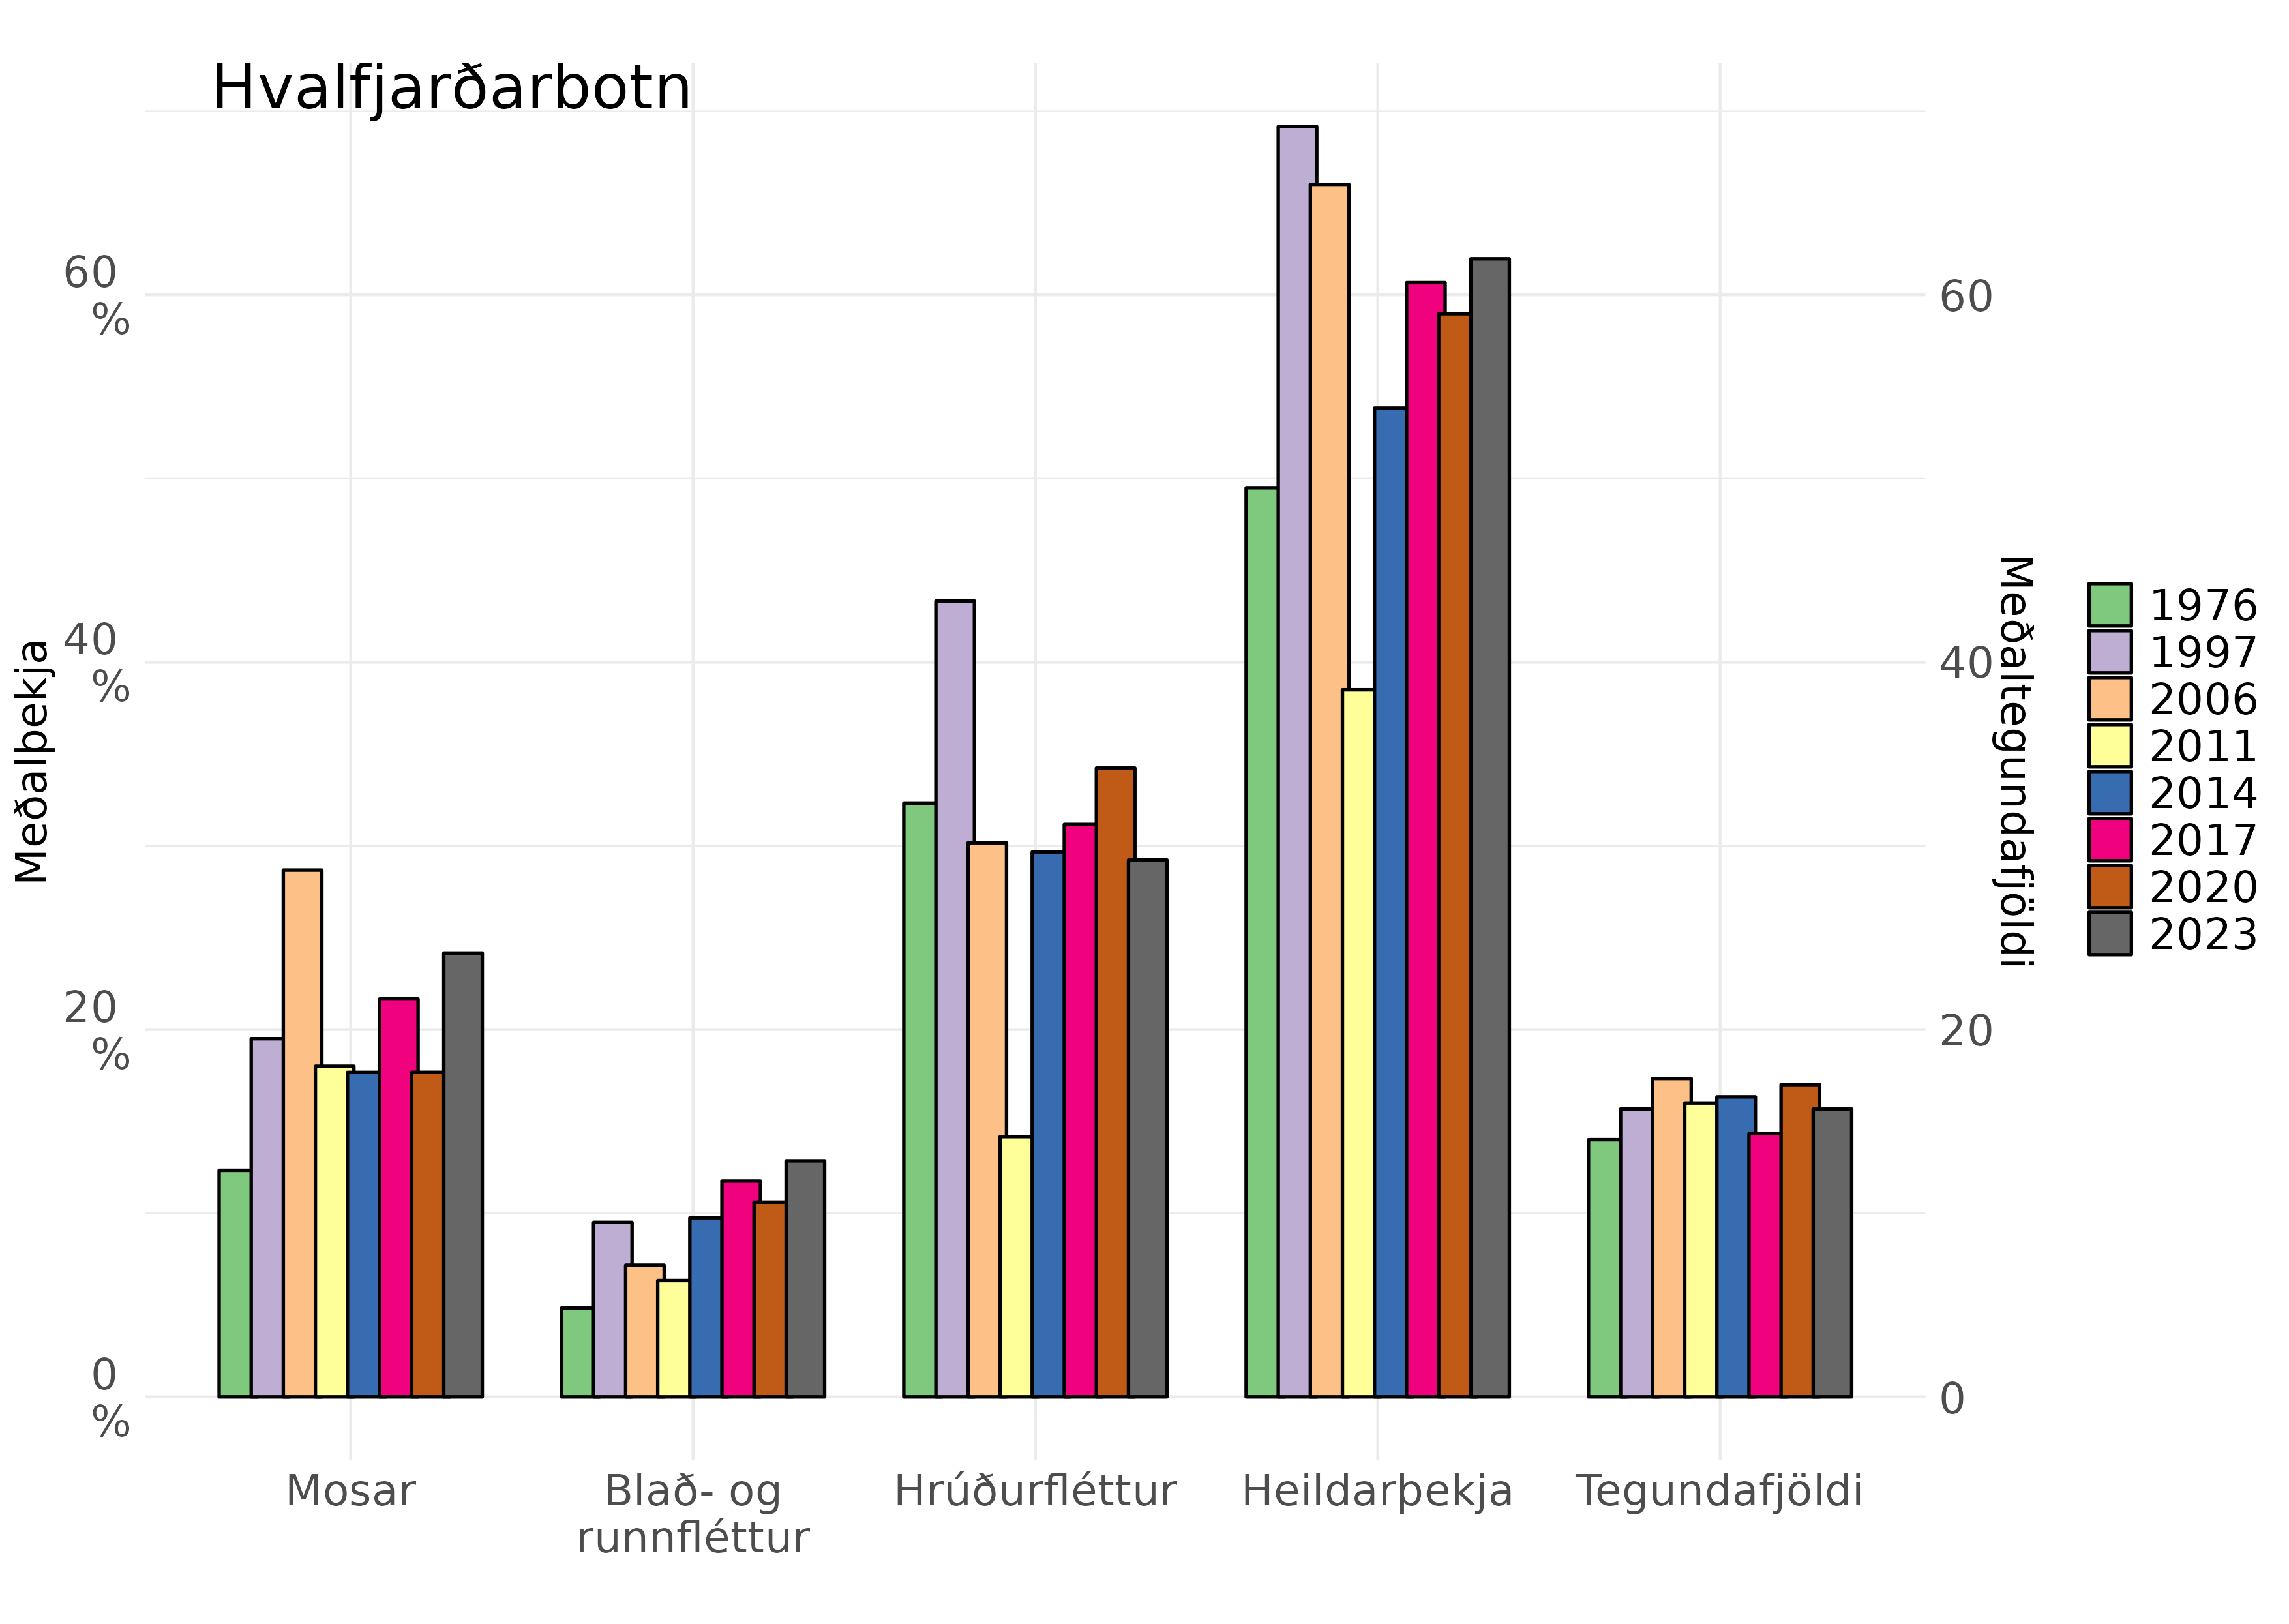 Hvalfjarðarbotn
Meðalþekja
60
%
40
%
20
%
0
%
60
40
20
0
Meðaltegundafjöldi
Mosar
Blað- og
runnfléttur
Hrúðurfléttur
Heildarþekja
Tegundafjöldi
1976
1997
2006
2011
2014
2017
2020
2023